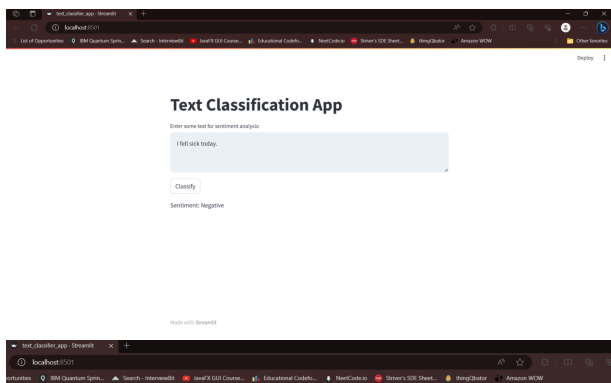 text_classifier_app · Streamlit
localhost:8501
List of Opportunities IBM Quantum Sprin... Search - InterviewBit JavaFX GUI Course... Educational Codefo... NeetCode.io Striver's SDE Sheet... thingQbator Amazon WOW Other favorites
Deploy
Text Classification App
Enter some text for sentiment analysis:
I fell sick today.
Classify
Sentiment: Negative
Made with Streamlit
text_classifier_app · Streamlit
localhost:8501
ortunities IBM Quantum Sprin... Search - InterviewBit JavaFX GUI Course... Educational Codefo... NeetCode.io Striver's SDE Sheet... thingQbator Amazon WOW